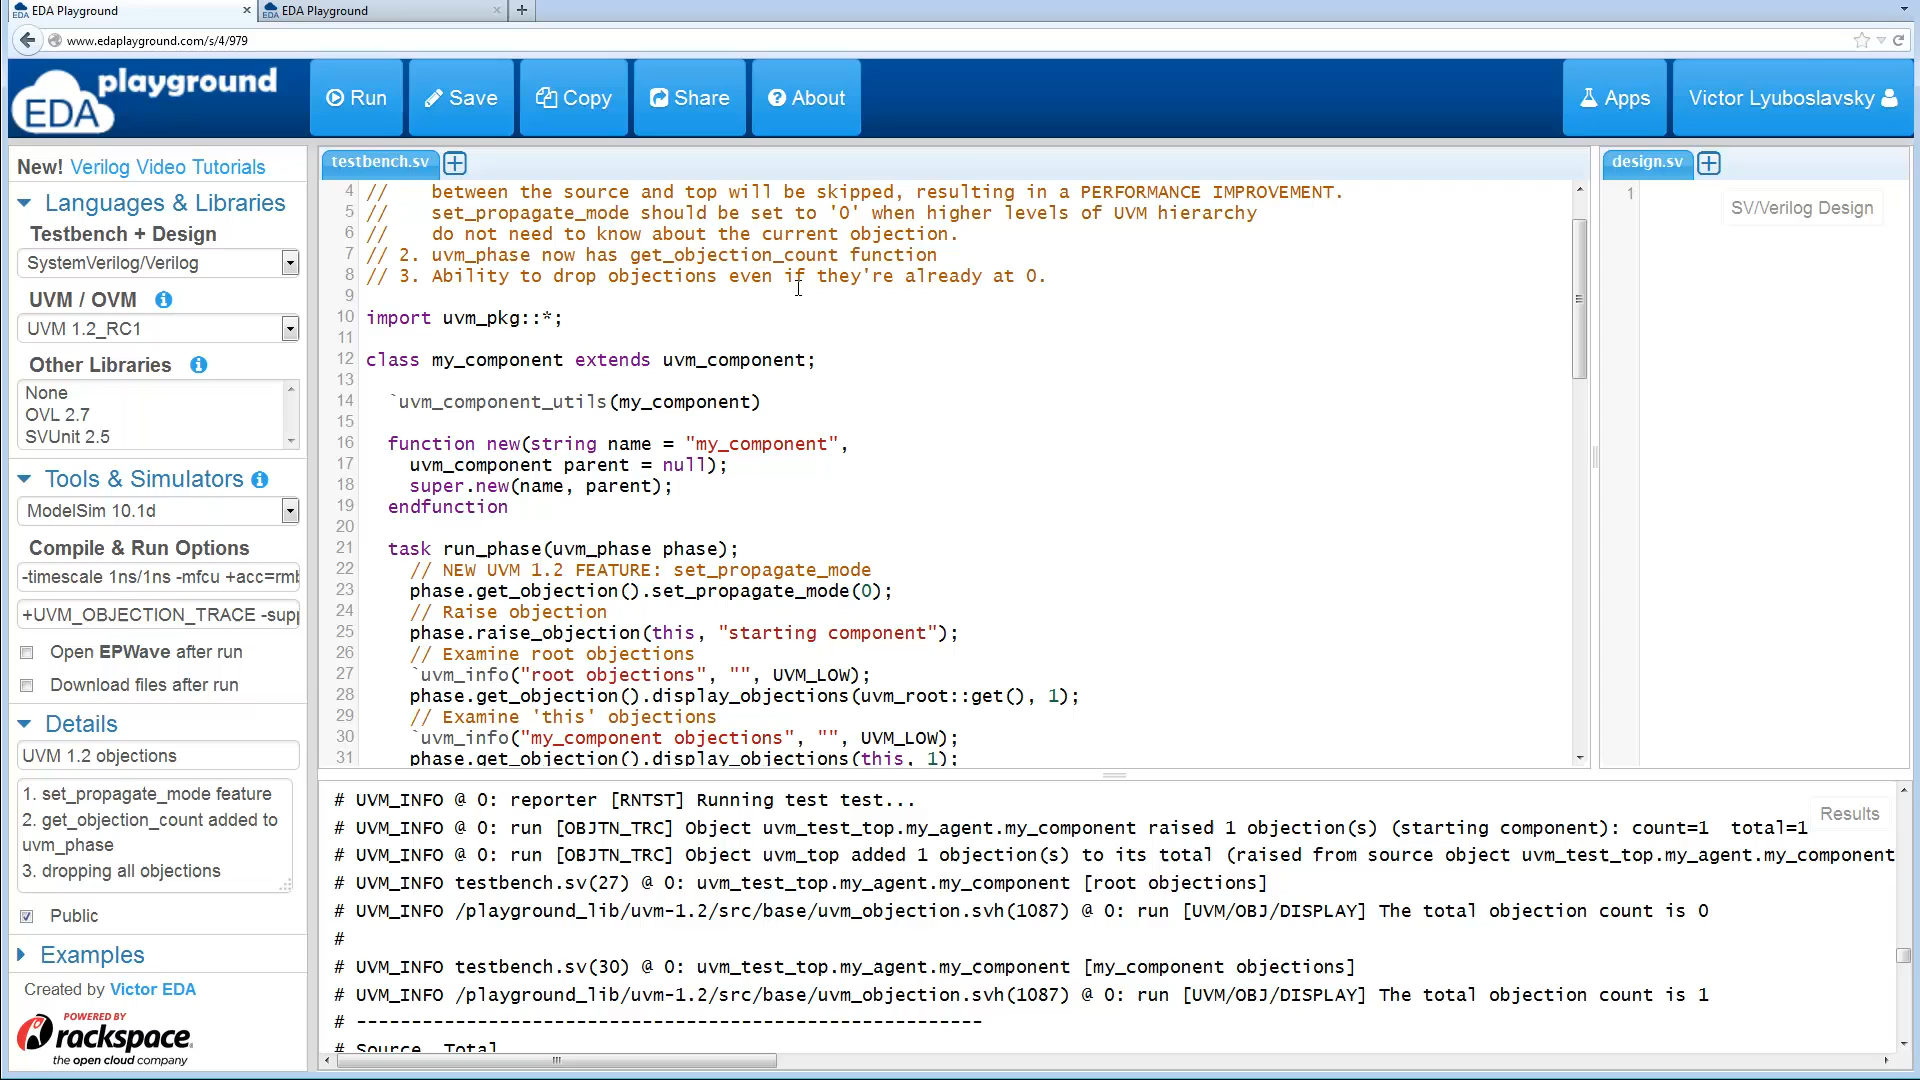 EDA Playground
EDA Playground
www.edaplayground.com/s/4/979
EDA playground
Run
Save
Copy
Share
About
Apps
Victor Lyuboslavsky
New! Verilog Video Tutorials
Languages & Libraries
Testbench + Design
SystemVerilog/Verilog
UVM / OVM
UVM 1.2_RC1
Other Libraries
None
OVL 2.7
SVUnit 2.5
Tools & Simulators
ModelSim 10.1d
Compile & Run Options
-timescale 1ns/1ns -mfcu +acc=rmb
+UVM_OBJECTION_TRACE -supp
Open EPWave after run
Download files after run
Details
UVM 1.2 objections
1. set_propagate_mode feature
2. get_objection_count added to
uvm_phase
3. dropping all objections
Public
Examples
Created by Victor EDA
POWERED BY
rackspace.
the open cloud company
testbench.sv
4 // between the source and top will be skipped, resulting in a PERFORMANCE IMPROVEMENT.
5 // set_propagate_mode should be set to '0' when higher levels of UVM hierarchy
6 // do not need to know about the current objection.
7 // 2. uvm_phase now has get_objection_count function
8 // 3. Ability to drop objections even if they're already at 0.
9
10 import uvm_pkg::*;
11
12 class my_component extends uvm_component;
13
14 `uvm_component_utils(my_component)
15
16 function new(string name = "my_component",
17 uvm_component parent = null);
18 super.new(name, parent);
19 endfunction
20
21 task run_phase(uvm_phase phase);
22 // NEW UVM 1.2 FEATURE: set_propagate_mode
23 phase.get_objection().set_propagate_mode(0);
24 // Raise objection
25 phase.raise_objection(this, "starting component");
26 // Examine root objections
27 `uvm_info("root objections", "", UVM_LOW);
28 phase.get_objection().display_objections(uvm_root::get(), 1);
29 // Examine 'this' objections
30 `uvm_info("my_component objections", "", UVM_LOW);
31 phase.get_objection().display_objections(this, 1);
design.sv
1
SV/Verilog Design
Results
# UVM_INFO @ 0: reporter [RNTST] Running test test...
# UVM_INFO @ 0: run [OBJTN_TRC] Object uvm_test_top.my_agent.my_component raised 1 objection(s) (starting component): count=1 total=1
# UVM_INFO @ 0: run [OBJTN_TRC] Object uvm_top added 1 objection(s) to its total (raised from source object uvm_test_top.my_agent.my_component
# UVM_INFO testbench.sv(27) @ 0: uvm_test_top.my_agent.my_component [root objections]
# UVM_INFO /playground_lib/uvm-1.2/src/base/uvm_objection.svh(1087) @ 0: run [UVM/OBJ/DISPLAY] The total objection count is 0
#
# UVM_INFO testbench.sv(30) @ 0: uvm_test_top.my_agent.my_component [my_component objections]
# UVM_INFO /playground_lib/uvm-1.2/src/base/uvm_objection.svh(1087) @ 0: run [UVM/OBJ/DISPLAY] The total objection count is 1
# ---------------------------------------------------------
# Source Total